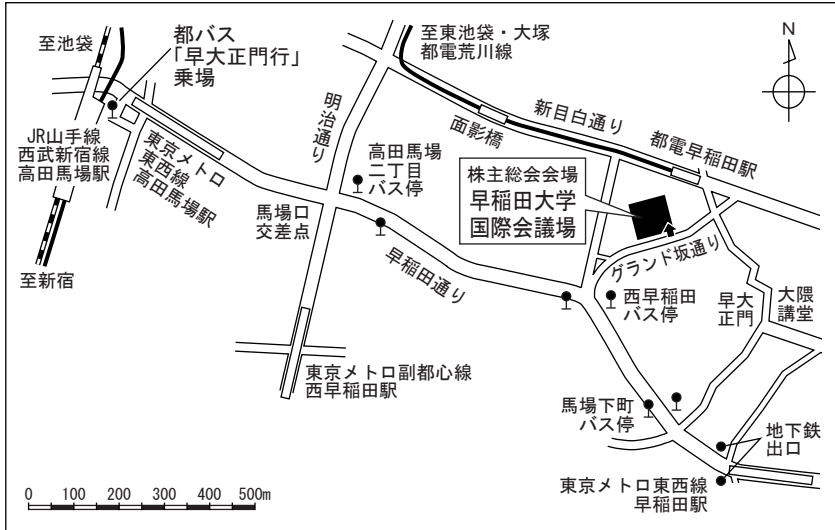 至池袋
都バス
「早大正門行」
乗場
至東池袋・大塚
都電荒川線
N
明治通り
面影橋
新目白通り
都電早稲田駅
JR山手線
西武新宿線
高田馬場駅
東京メトロ
東西線
高田馬場駅
高田馬場
二丁目
バス停
株主総会会場
早稲田大学
国際会議場
馬場口
交差点
早稲田通り
グランド坂通り
至新宿
西早稲田
バス停
早大
正門
大隈
講堂
東京メトロ副都心線
西早稲田駅
馬場下町
バス停
地下鉄
出口
東京メトロ東西線
早稲田駅
0 100 200 300 400 500m